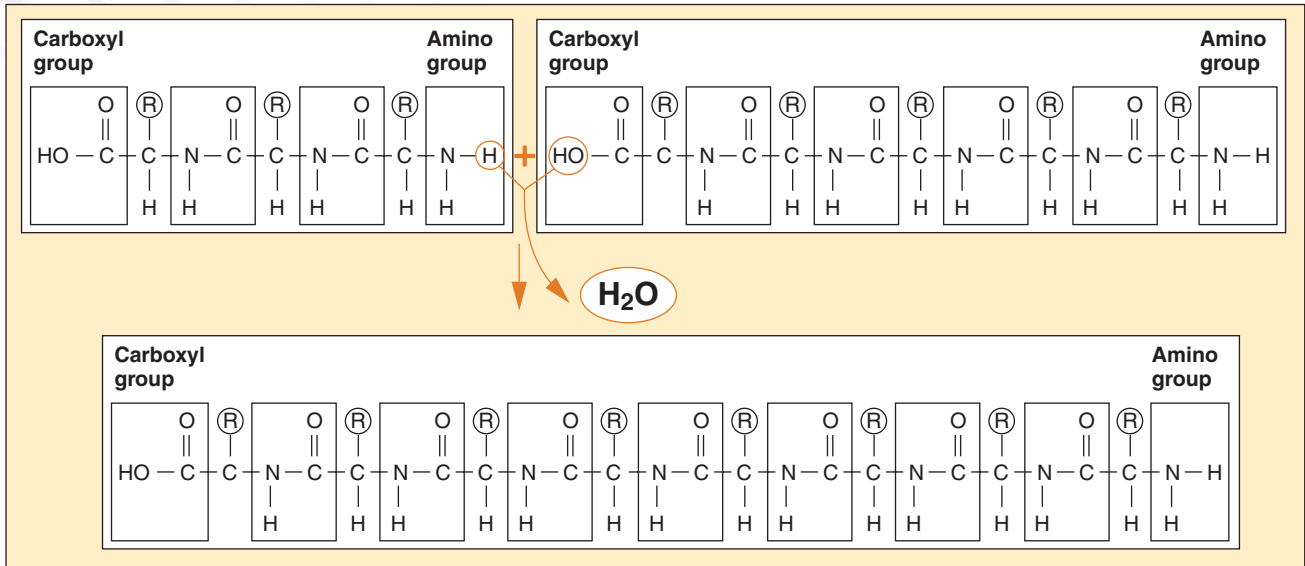 Carboxyl
group
Amino
group
O R O R O R
HO — C — C — N — C — C — N — C — C — N — H
H H H H H H
+
Carboxyl
group
Amino
group
O R O R O R O R O R
HO — C — C — N — C — C — N — C — C — N — C — C — N — C — C — N — H
H H H H H H H H H
H₂O
Carboxyl
group
Amino
group
O R O R O R O R O R O R O R O R
HO — C — C — N — C — C — N — C — C — N — C — C — N — C — C — N — C — C — N — C — C — N — C — C — N — H
H H H H H H H H H H H H H H H